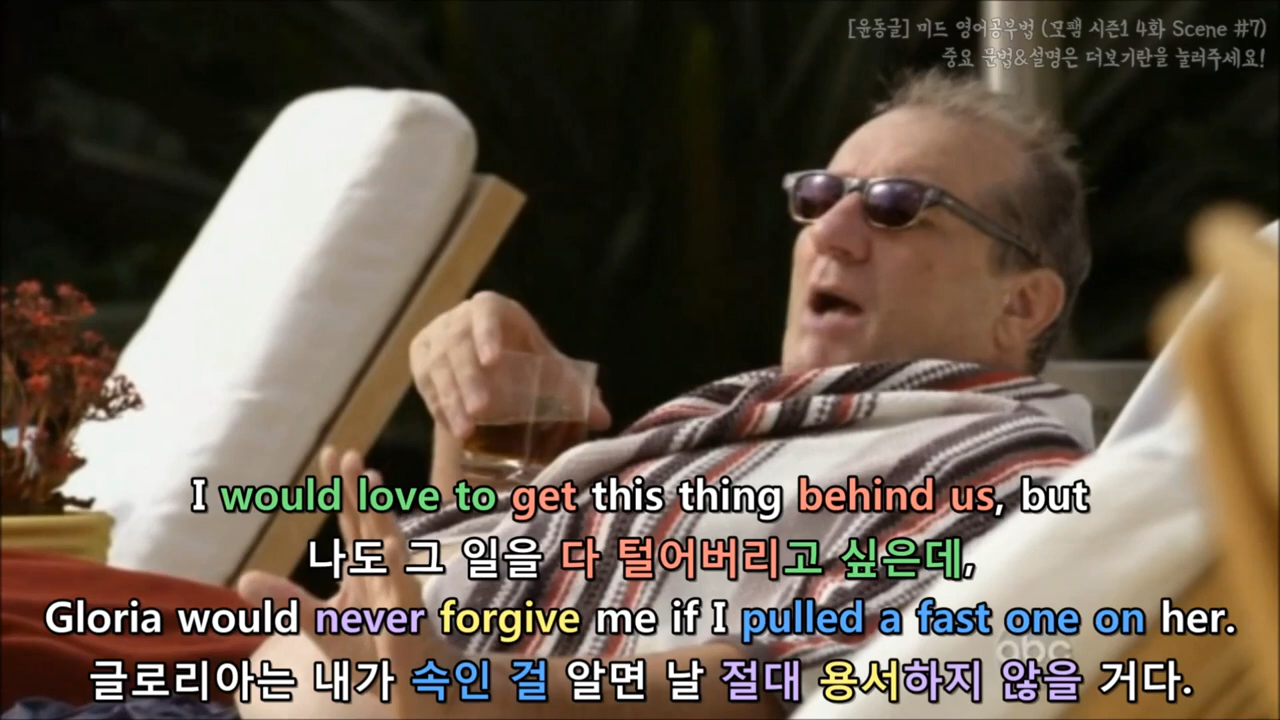 [윤동글] 미드 영어공부법 (모팸 시즌1 4화 Scene #7)
중요 문법&설명은 더보기란을 눌러주세요!
I would love to get this thing behind us, but
나도 그 일을 다 털어버리고 싶은데,
Gloria would never forgive me if I pulled a fast one on her.
글로리아는 내가 속인 걸 알면 날 절대 용서하지 않을 거다.
abc